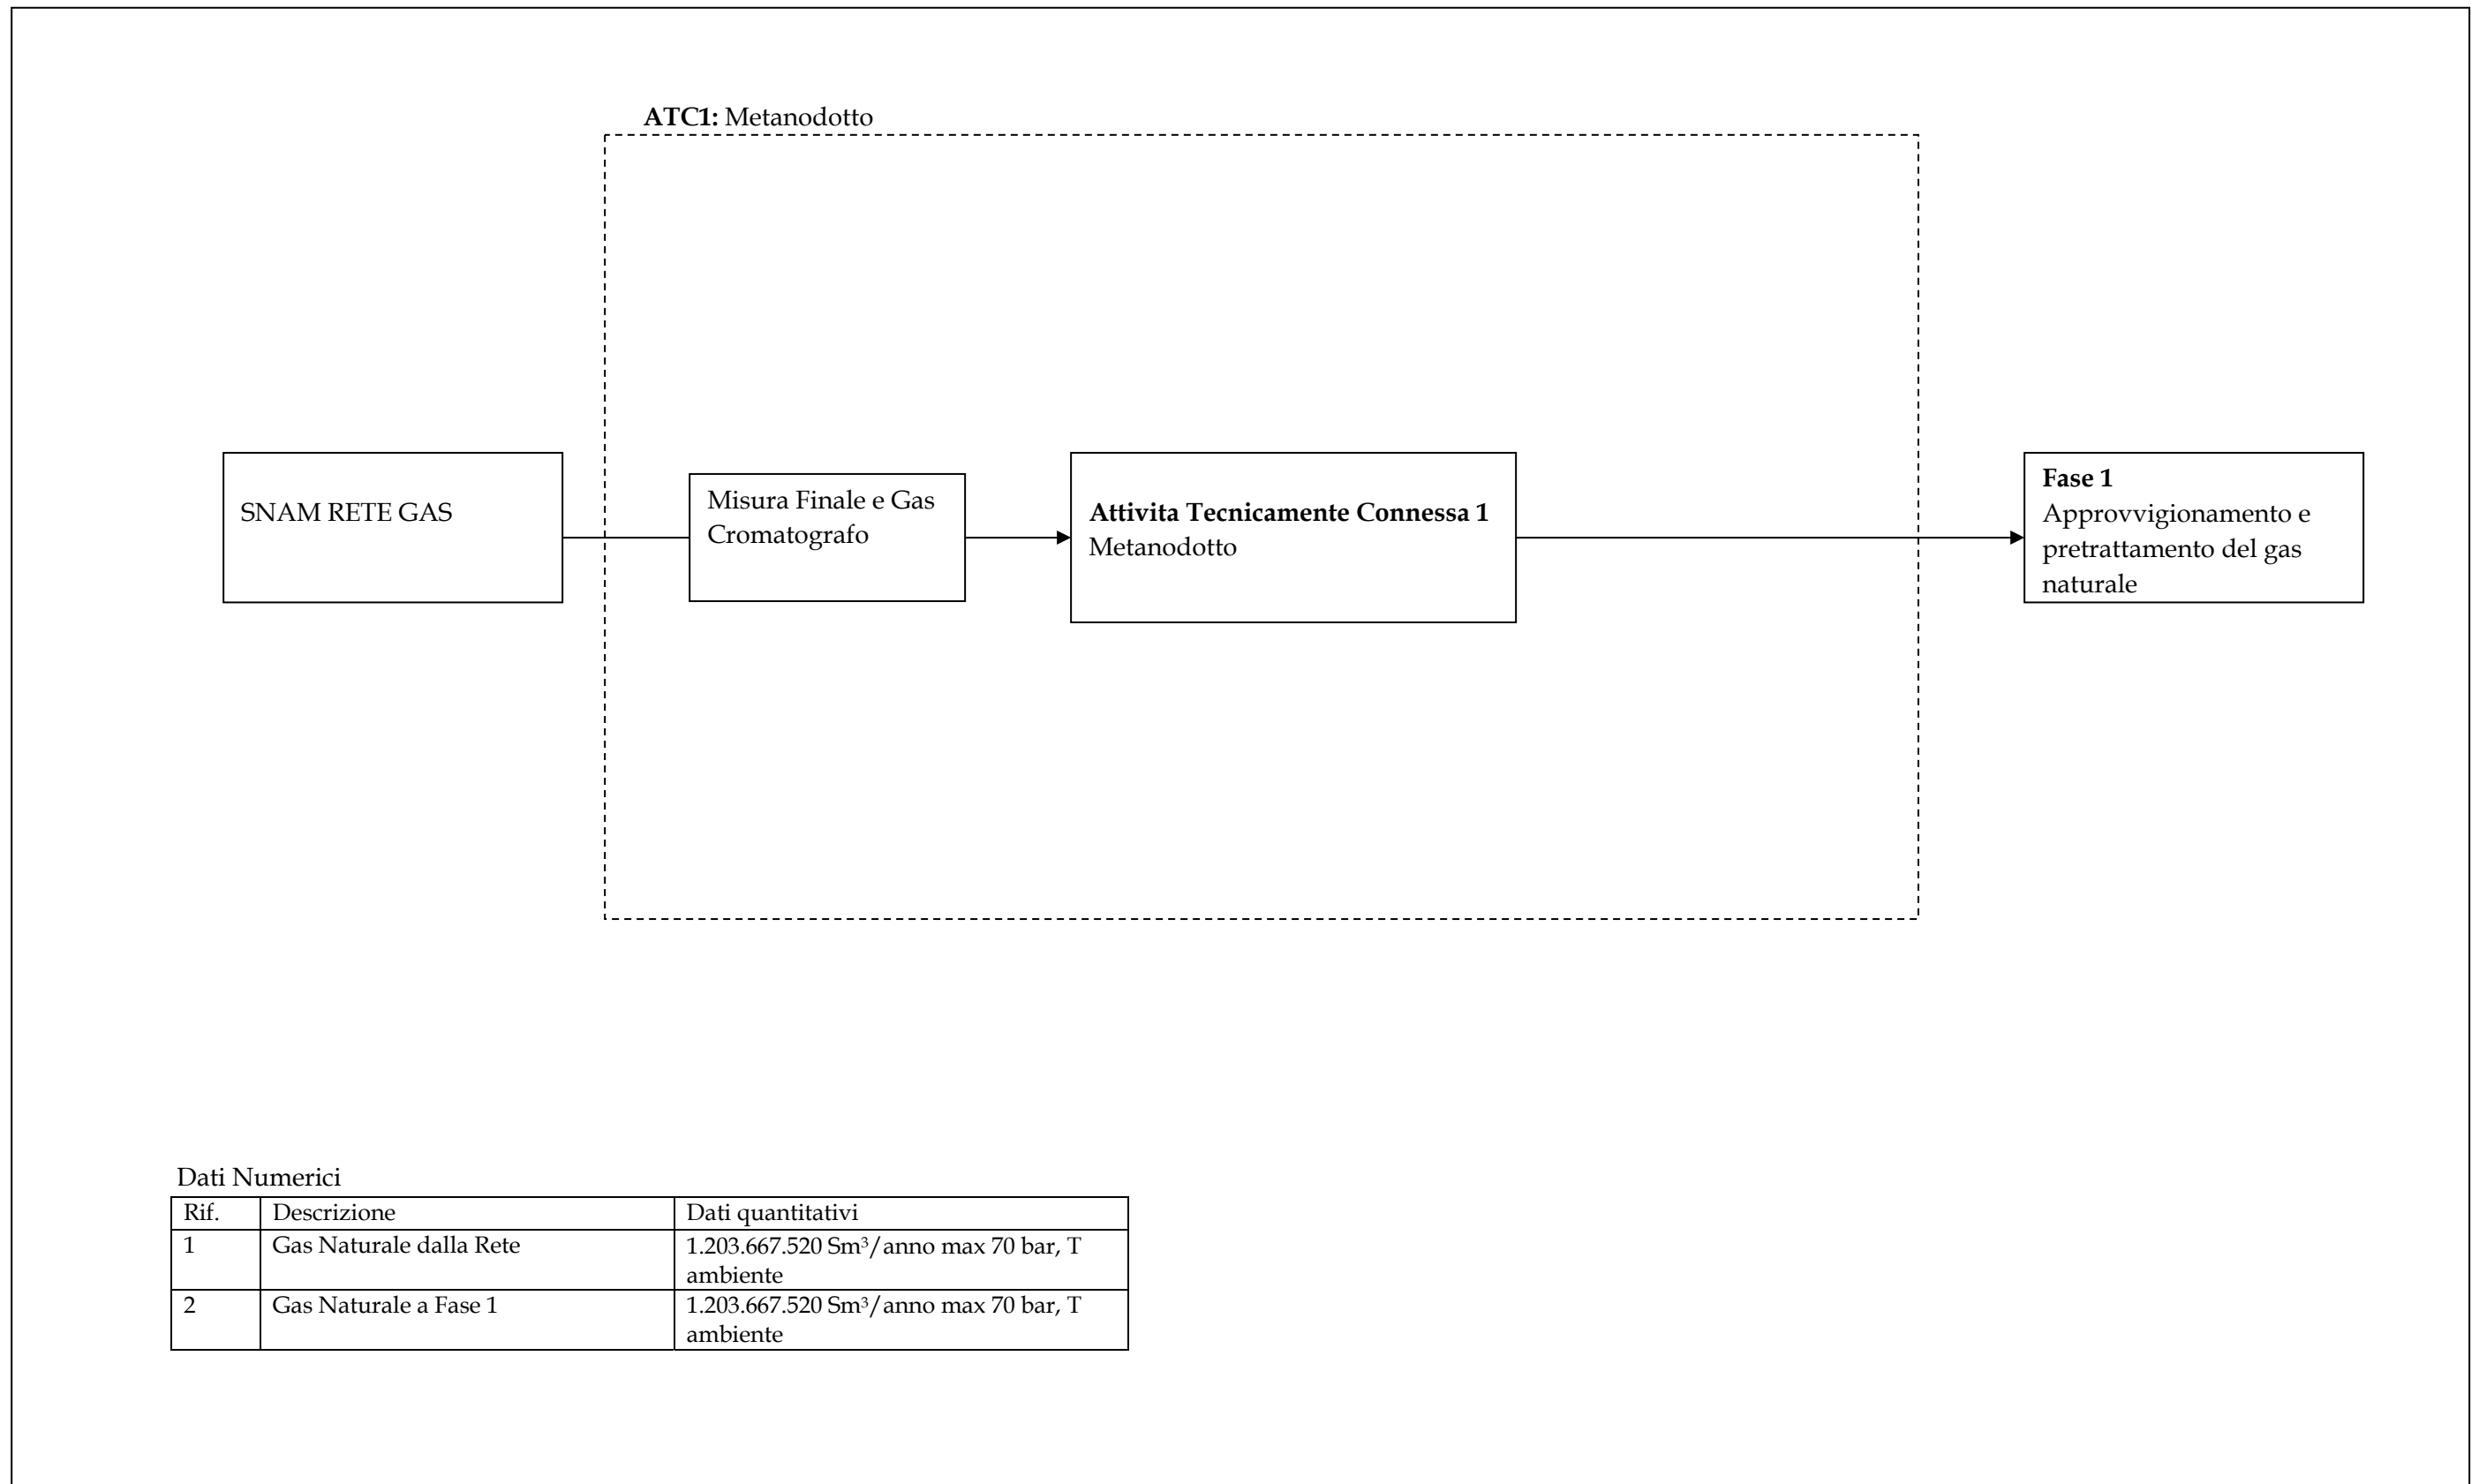 ATC1: Metanodotto
SNAM RETE GAS
Misura Finale e Gas
Cromatografo
Attivita Tecnicamente Connessa 1
Metanodotto
Fase 1
Approvvigionamento e
pretrattamento del gas
naturale
Dati Numerici
Rif. Descrizione Dati quantitativi
1 Gas Naturale dalla Rete 1.203.667.520 Sm³/anno max 70 bar, T
ambiente
2 Gas Naturale a Fase 1 1.203.667.520 Sm³/anno max 70 bar, T
ambiente